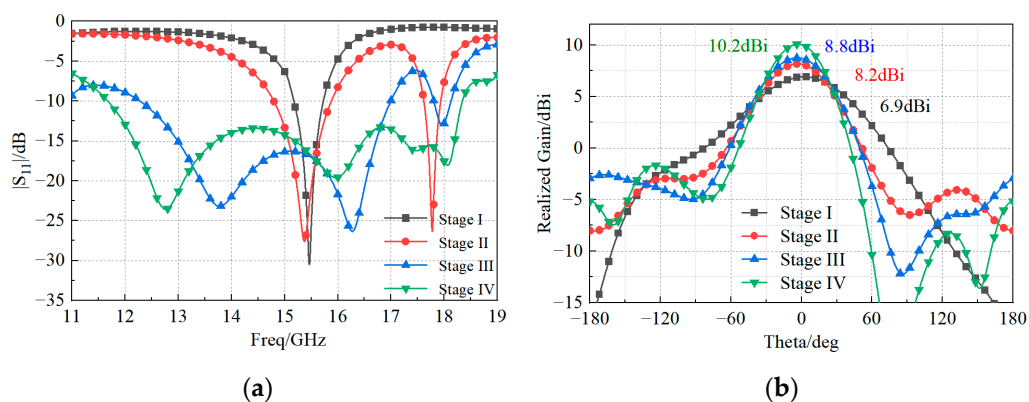 0
−5
−10
−15
−20
−25
−30
−35
|S11|/dB
Stage I
Stage II
Stage III
Stage IV
11 12 13 14 15 16 17 18 19
Freq/GHz
(a)
10
5
0
−5
−10
−15
Realized Gain/dBi
10.2dBi
8.8dBi
8.2dBi
6.9dBi
Stage I
Stage II
Stage III
Stage IV
−180 −120 −60 0 60 120 180
Theta/deg
(b)